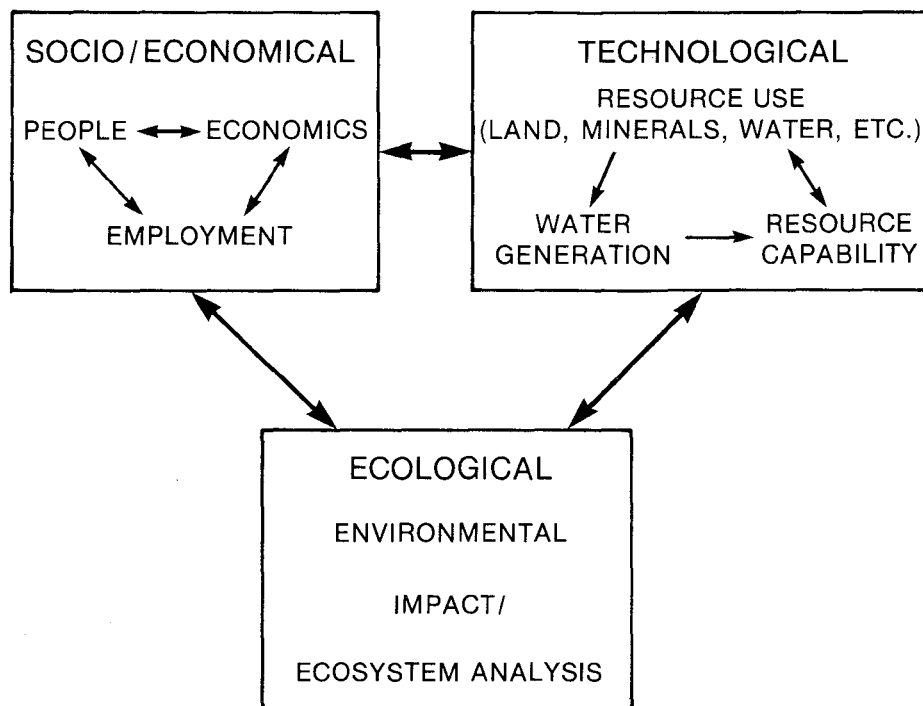 SOCIO/ECONOMICAL
PEOPLE
ECONOMICS
EMPLOYMENT
TECHNOLOGICAL
RESOURCE USE
(LAND, MINERALS, WATER, ETC.)
WATER
GENERATION
RESOURCE
CAPABILITY
ECOLOGICAL
ENVIRONMENTAL
IMPACT/
ECOSYSTEM ANALYSIS